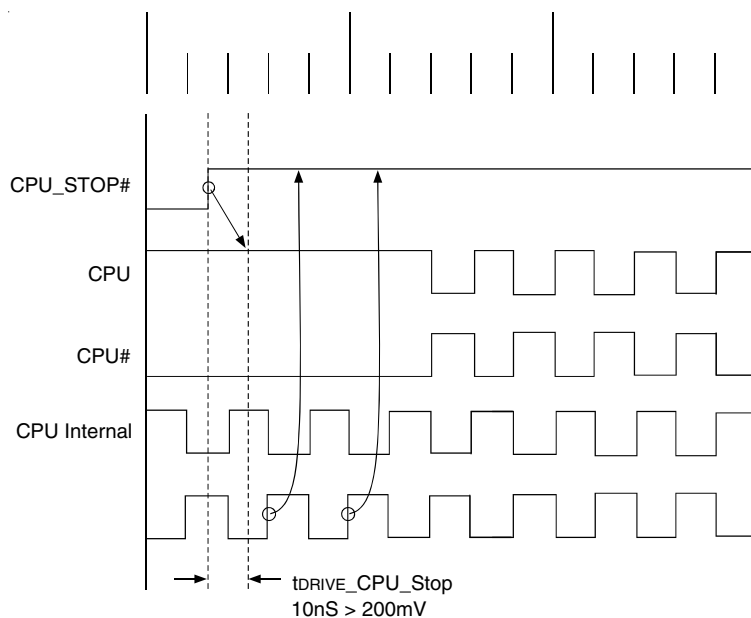 CPU_STOP#
CPU
CPU#
CPU Internal
tDRIVE_CPU_Stop
10nS > 200mV